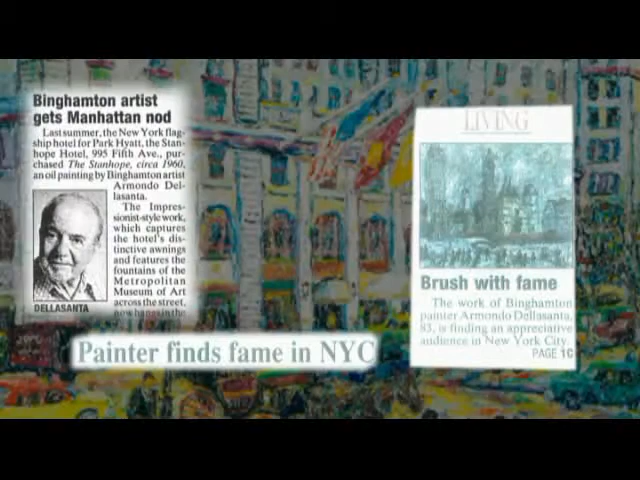 Binghamton artist
gets Manhattan nod
Last summer, the New York flag-
ship hotel for Park Hyatt, the Stan-
hope Hotel, 995 Fifth Ave., pur-
chased The Stanhope, circa 1960,
an oil painting by Binghamton artist
Armondo Del-
lasanta.
The Impres-
sionist-style work,
which captures
the hotel's dis-
tinctive awnings
and features the
fountains of the
Metropolitan
Museum of Art
across the street,
now hangs in the
DELLASANTA
Painter finds fame in NYC
LIVING
Brush with fame
The work of Binghamton
painter Armondo Dellasanta,
83, is finding an appreciative
audience in New York City.
PAGE 1C